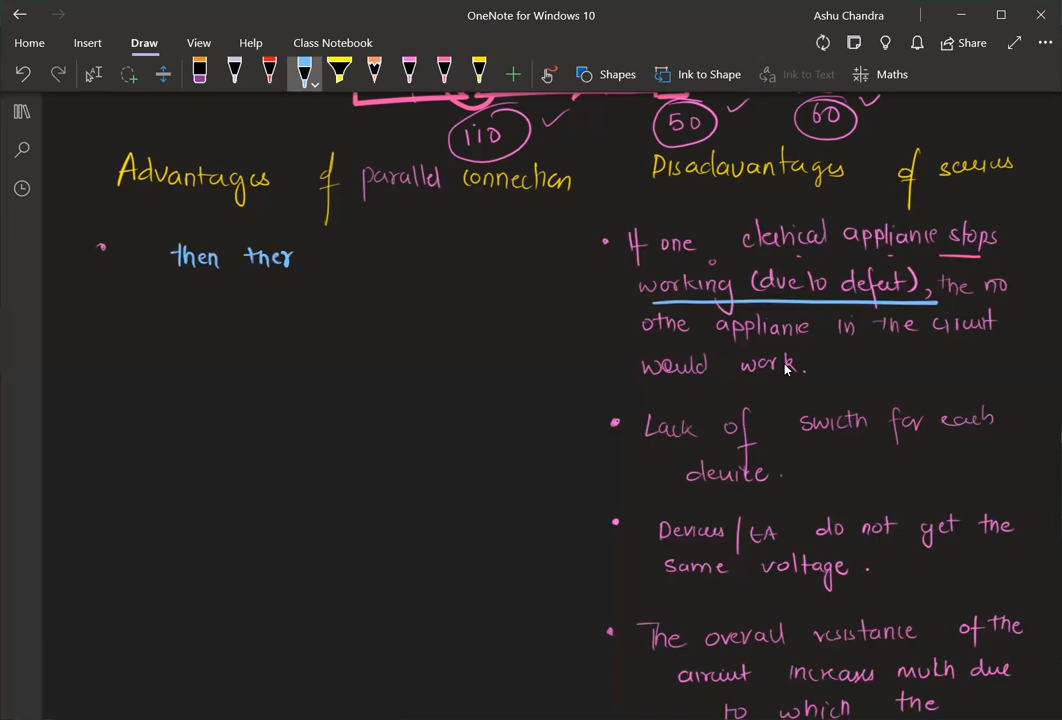 OneNote for Windows 10
Ashu Chandra
Home Insert Draw View Help Class Notebook
Share
Shapes Ink to Shape Ink to Text Maths
110 50 60
Advantages of parallel connection
then ther
Disadavantages of series
• If one eletrical appliance stops
working (due to defect), the no
othe appliance in the circuit
would work.
• Lack of swicth for each
device.
• Devices/EA do not get the
same voltage.
• The overall resistance of the
circuit increases much due
to which the